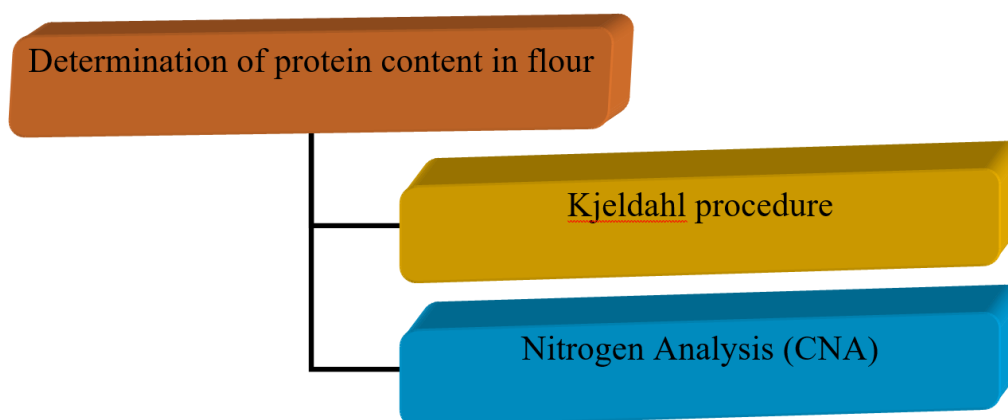 Determination of protein content in flour
Kjeldahl procedure
Nitrogen Analysis (CNA)